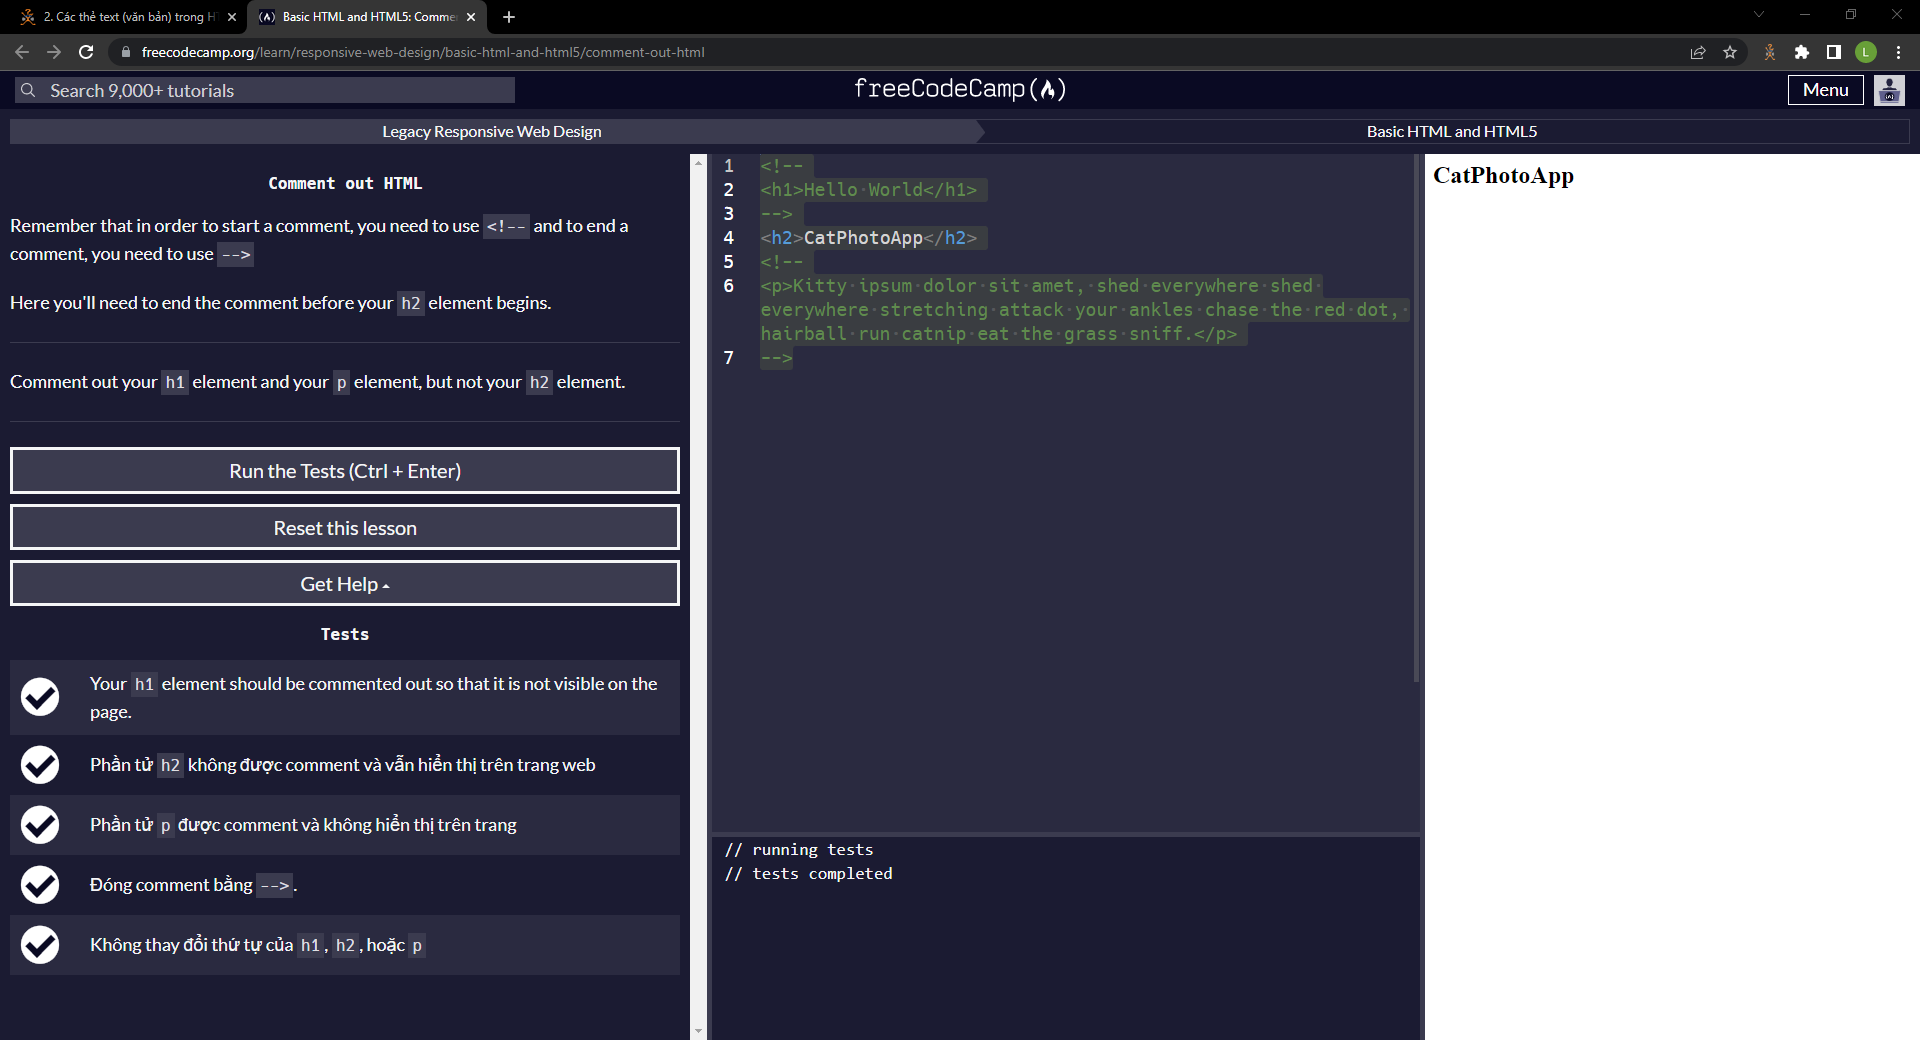 2. Các thẻ text (văn bản) trong HT
Basic HTML and HTML5: Comme
freecodecamp.org/learn/responsive-web-design/basic-html-and-html5/comment-out-html
L
Search 9,000+ tutorials
freeCodeCamp(🔥)
Menu
Legacy Responsive Web Design
Basic HTML and HTML5
Comment out HTML
Remember that in order to start a comment, you need to use <!-- and to end a
comment, you need to use -->
Here you'll need to end the comment before your h2 element begins.
Comment out your h1 element and your p element, but not your h2 element.
Run the Tests (Ctrl + Enter)
Reset this lesson
Get Help
Tests
Your h1 element should be commented out so that it is not visible on the
page.
Phần tử h2 không được comment và vẫn hiển thị trên trang web
Phần tử p được comment và không hiển thị trên trang
Đóng comment bằng -->.
Không thay đổi thứ tự của h1, h2, hoặc p
1 <!--
2 <h1>Hello World</h1>
3 -->
4 <h2>CatPhotoApp</h2>
5 <!--
6 <p>Kitty ipsum dolor sit amet, shed everywhere shed
everywhere stretching attack your ankles chase the red dot,
hairball run catnip eat the grass sniff.</p>
7 -->
// running tests
// tests completed
CatPhotoApp